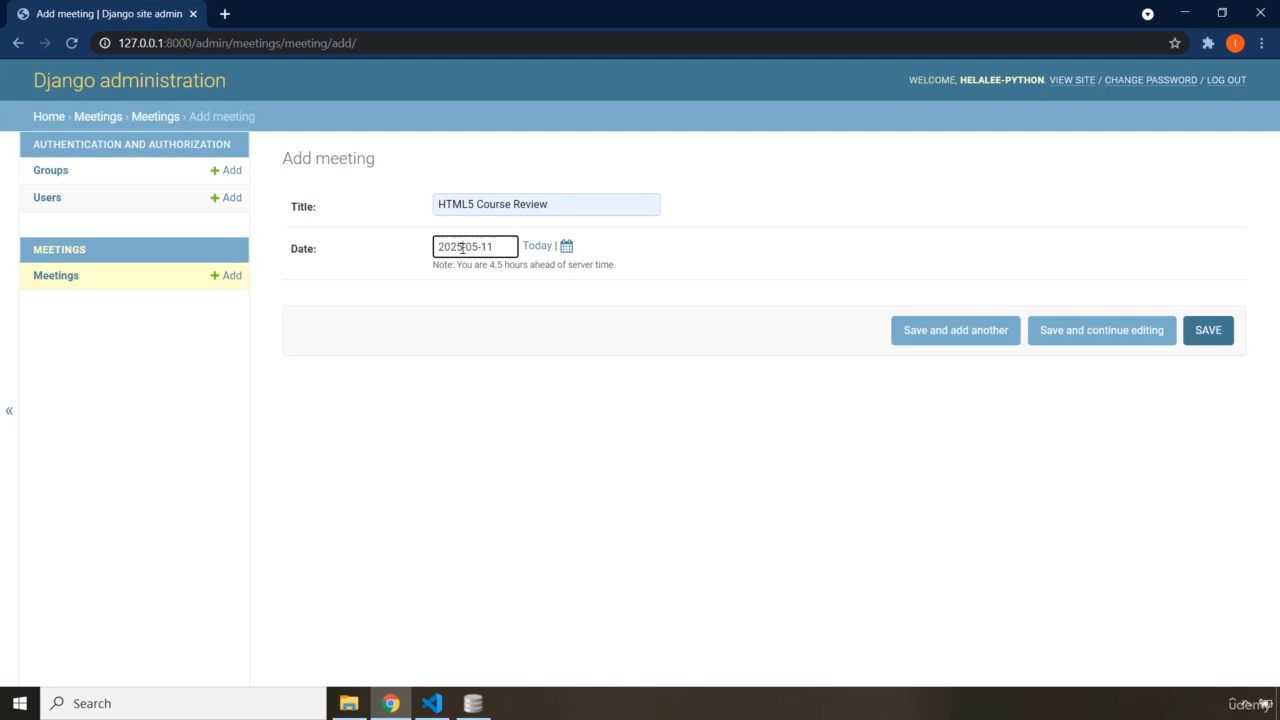 Add meeting | Django site admin
127.0.0.1:8000/admin/meetings/meeting/add/
I
Django administration
WELCOME, HELALEE-PYTHON. VIEW SITE / CHANGE PASSWORD / LOG OUT
Home › Meetings › Meetings › Add meeting
AUTHENTICATION AND AUTHORIZATION
Groups + Add
Users + Add
MEETINGS
Meetings + Add
«
Add meeting
Title: HTML5 Course Review
Date: 2025-05-11 Today |
Note: You are 4.5 hours ahead of server time.
Save and add another Save and continue editing SAVE
Search
udemy